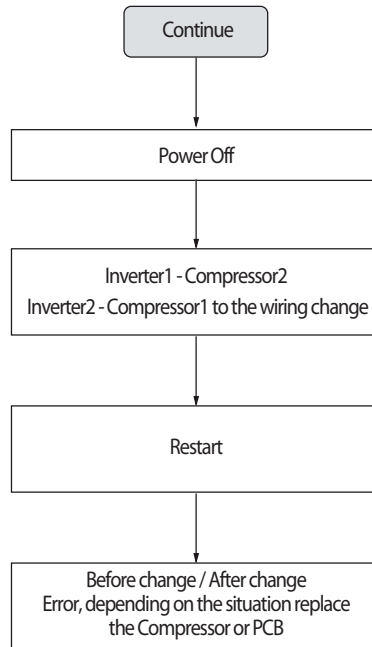 Continue
Power Off
Inverter1 - Compressor2
Inverter2 - Compressor1 to the wiring change
Restart
Before change / After change
Error, depending on the situation replace
the Compressor or PCB